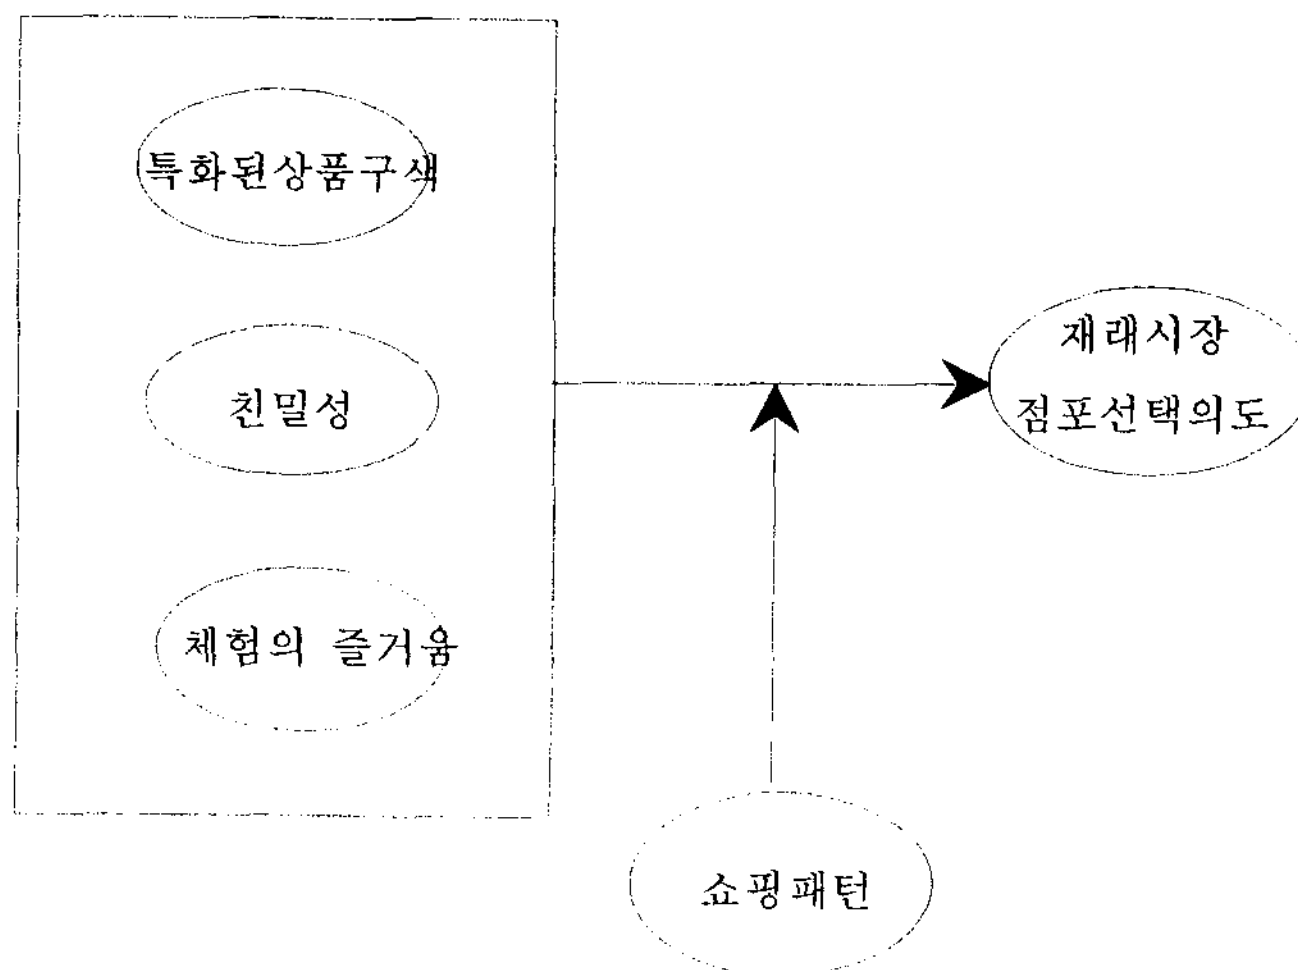 특화된상품구색
친밀성
체험의 즐거움
재래시장
점포선택의도
쇼핑패턴